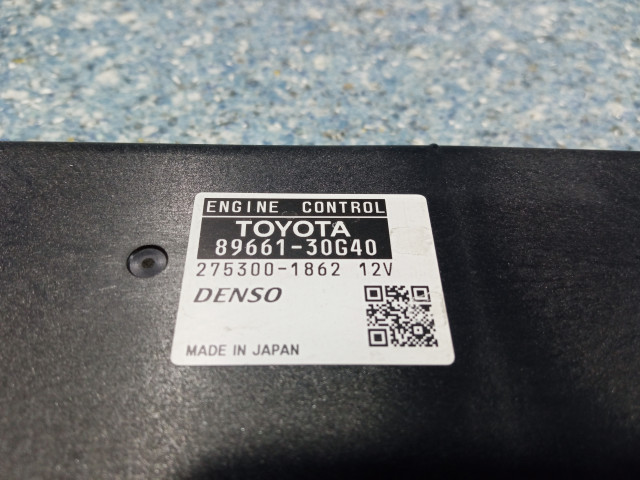 ENGINE CONTROL
TOYOTA
89661-30G40
275300-1862 12V
DENSO
MADE IN JAPAN